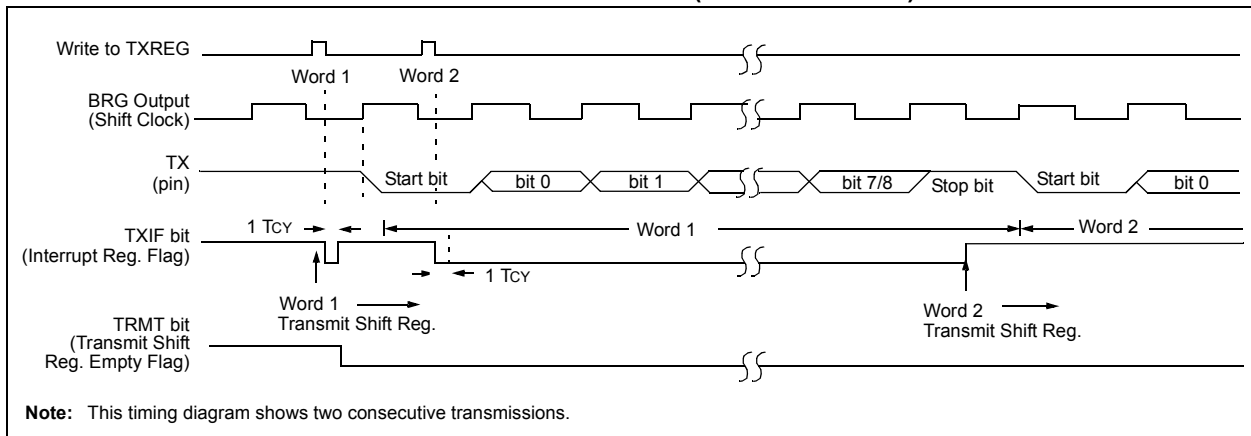 Write to TXREG
Word 1
Word 2
BRG Output
(Shift Clock)
TX
(pin)
Start bit
bit 0
bit 1
bit 7/8
Stop bit
Start bit
bit 0
1 TCY
TXIF bit
(Interrupt Reg. Flag)
Word 1
Word 2
1 TCY
Word 1
Transmit Shift Reg.
Word 2
Transmit Shift Reg.
TRMT bit
(Transmit Shift
Reg. Empty Flag)
Note: This timing diagram shows two consecutive transmissions.